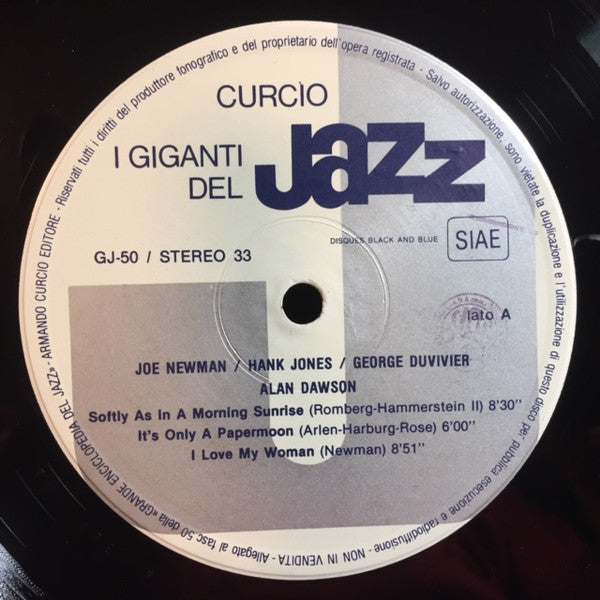 «GRANDE ENCICLOPEDIA DEL JAZZ» - ARMANDO CURCIO EDITORE - Riservati tutti i diritti del produttore fonografico e del proprietario dell'opera registrata - Salvo autorizzazione, sono vietate la duplicazione e l'utilizzazione di questo disco per pubblica esecuzione e radiodiffusione - NON IN VENDITA - Allegato al fasc 50 della
CURCIO
I GIGANTI
DEL
Jazz
DISQUES BLACK AND BLUE
SIAE
GJ-50 / STEREO 33
lato A
JOE NEWMAN / HANK JONES / GEORGE DUVIVIER
ALAN DAWSON
Softly As In A Morning Sunrise (Romberg-Hammerstein II) 8'30''
It's Only A Papermoon (Arlen-Harburg-Rose) 6'00''
I Love My Woman (Newman) 8'51''